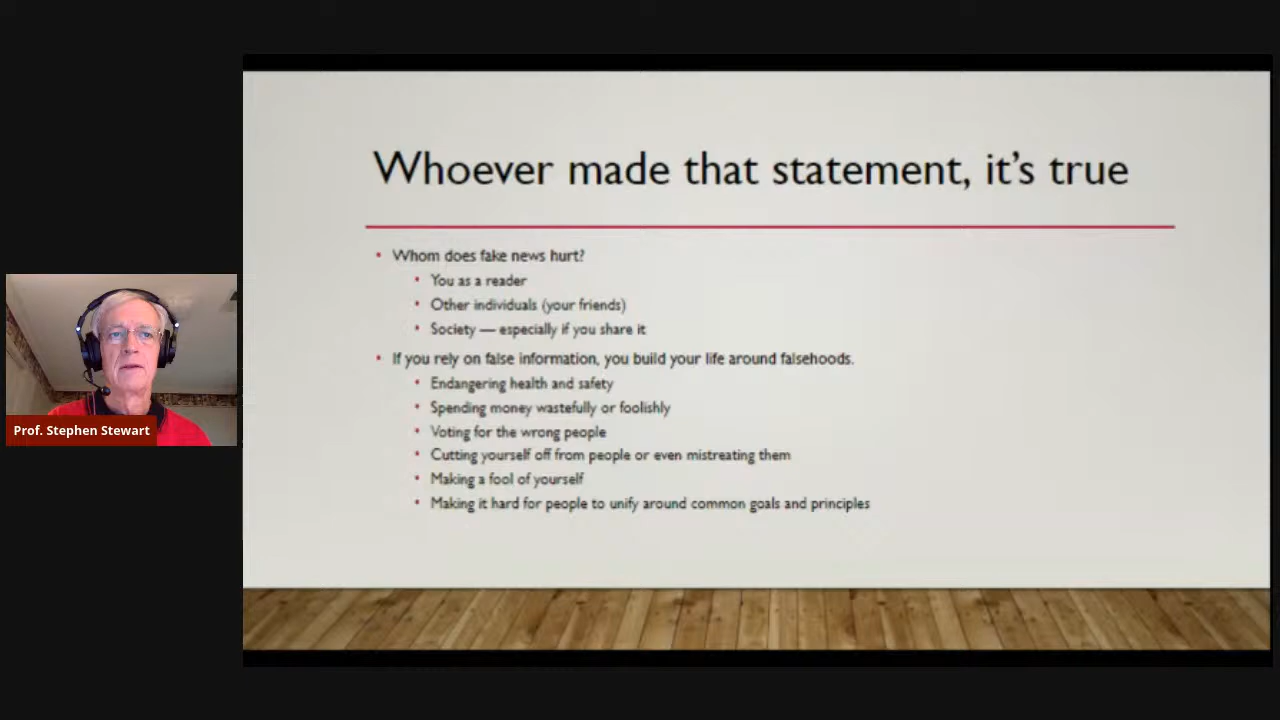 Whoever made that statement, it's true
• Whom does fake news hurt?
• You as a reader
• Other individuals (your friends)
• Society — especially if you share it
• If you rely on false information, you build your life around falsehoods.
• Endangering health and safety
• Spending money wastefully or foolishly
• Voting for the wrong people
• Cutting yourself off from people or even mistreating them
• Making a fool of yourself
• Making it hard for people to unify around common goals and principles
Prof. Stephen Stewart